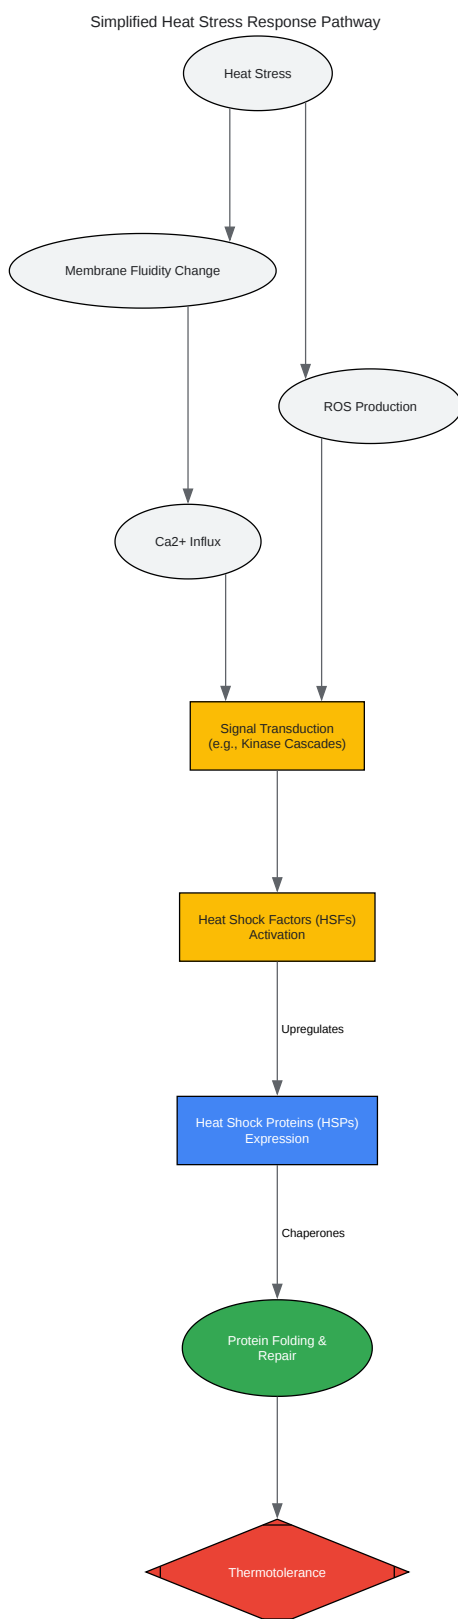 Simplified Heat Stress Response Pathway
Heat Stress
Membrane Fluidity Change
ROS Production
Ca2+ Influx
Signal Transduction
(e.g., Kinase Cascades)
Heat Shock Factors (HSFs)
Activation
Upregulates
Heat Shock Proteins (HSPs)
Expression
Chaperones
Protein Folding &
Repair
Thermotolerance